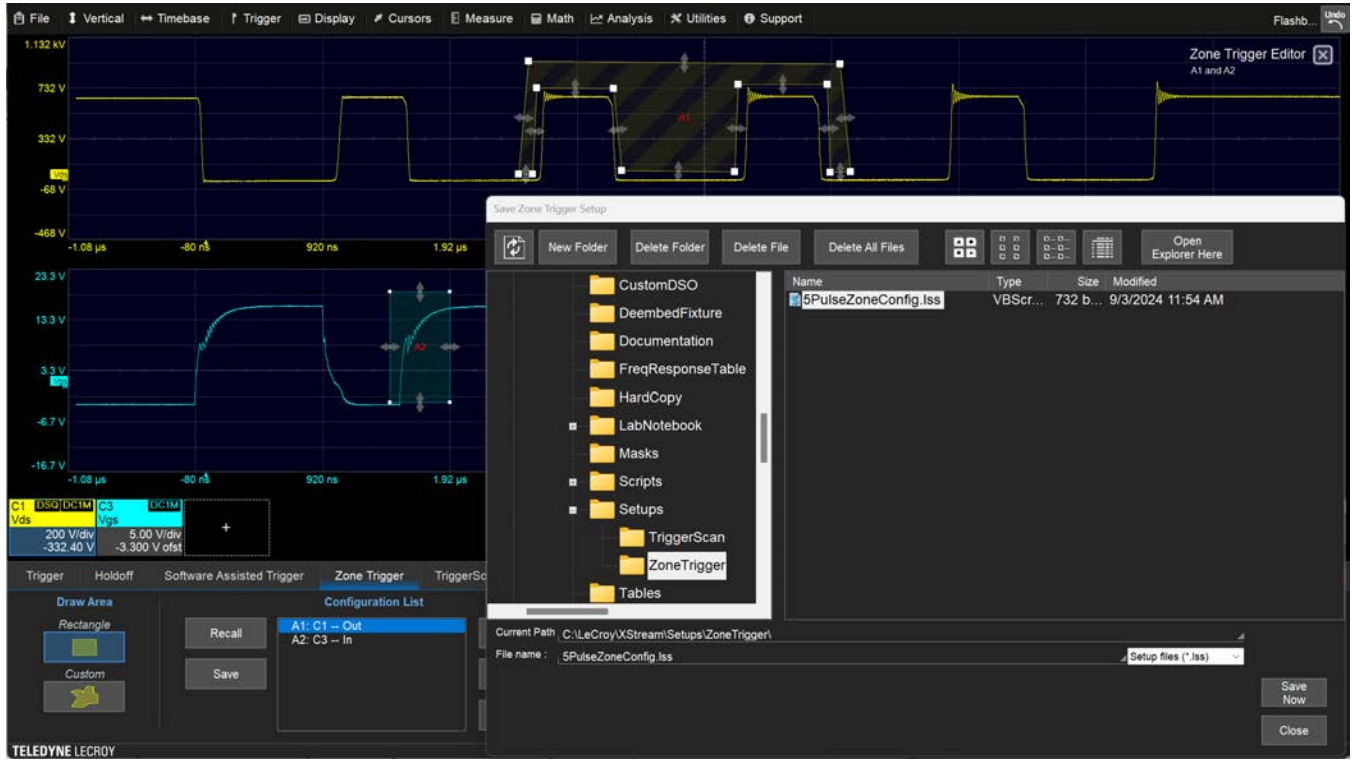 File Vertical Timebase Trigger Display Cursors Measure Math Analysis Utilities Support Flashb... Undo
1.132 kV
732 V
332 V
Vds
-68 V
-468 V
-1.08 µs -80 ns 920 ns 1.92 µs
A1
Zone Trigger Editor
A1 and A2
23.3 V
13.3 V
3.3 V
Vgs
-6.7 V
-16.7 V
-1.08 µs -80 ns 920 ns 1.92 µs
A2
C1 DSQ DC1M C3 DC1M
Vds Vgs
200 V/div 5.00 V/div
-332.40 V -3.300 V ofst
+
Trigger Holdoff Software Assisted Trigger Zone Trigger TriggerSc
Draw Area
Rectangle
Custom
Recall
Save
Configuration List
A1: C1 -- Out
A2: C3 -- In
TELEDYNE LECROY
Save Zone Trigger Setup
New Folder Delete Folder Delete File Delete All Files Open Explorer Here
CustomDSO
DeembedFixture
Documentation
FreqResponseTable
HardCopy
LabNotebook
Masks
Scripts
Setups
TriggerScan
ZoneTrigger
Tables
Name Type Size Modified
5PulseZoneConfig.lss VBScr... 732 b... 9/3/2024 11:54 AM
Current Path C:\LeCroy\XStream\Setups\ZoneTrigger\
File name : 5PulseZoneConfig.lss Setup files (*.lss)
Save Now
Close